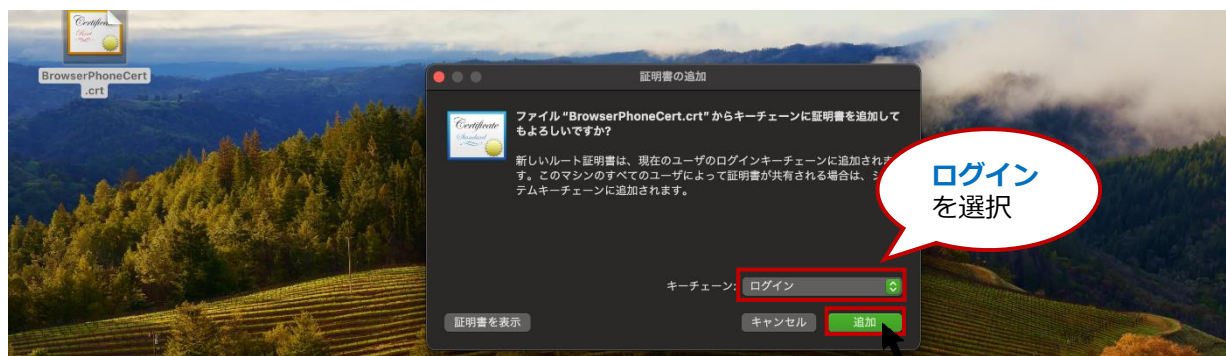 BrowserPhoneCert
.crt
証明書の追加
ファイル “BrowserPhoneCert.crt” からキーチェーンに証明書を追加して
もよろしいですか?
新しいルート証明書は、現在のユーザのログインキーチェーンに追加されま
す。このマシンのすべてのユーザによって証明書が共有される場合は、シ
テムキーチェーンに追加されます。
ログイン
を選択
キーチェーン: ログイン
証明書を表示
キャンセル
追加
Certificate
Standard